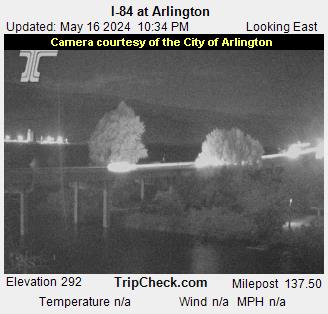 I-84 at Arlington
Updated: May 16 2024 10:34 PM Looking East
Camera courtesy of the City of Arlington
Elevation 292 TripCheck.com Milepost 137.50
Temperature n/a Wind n/a MPH n/a